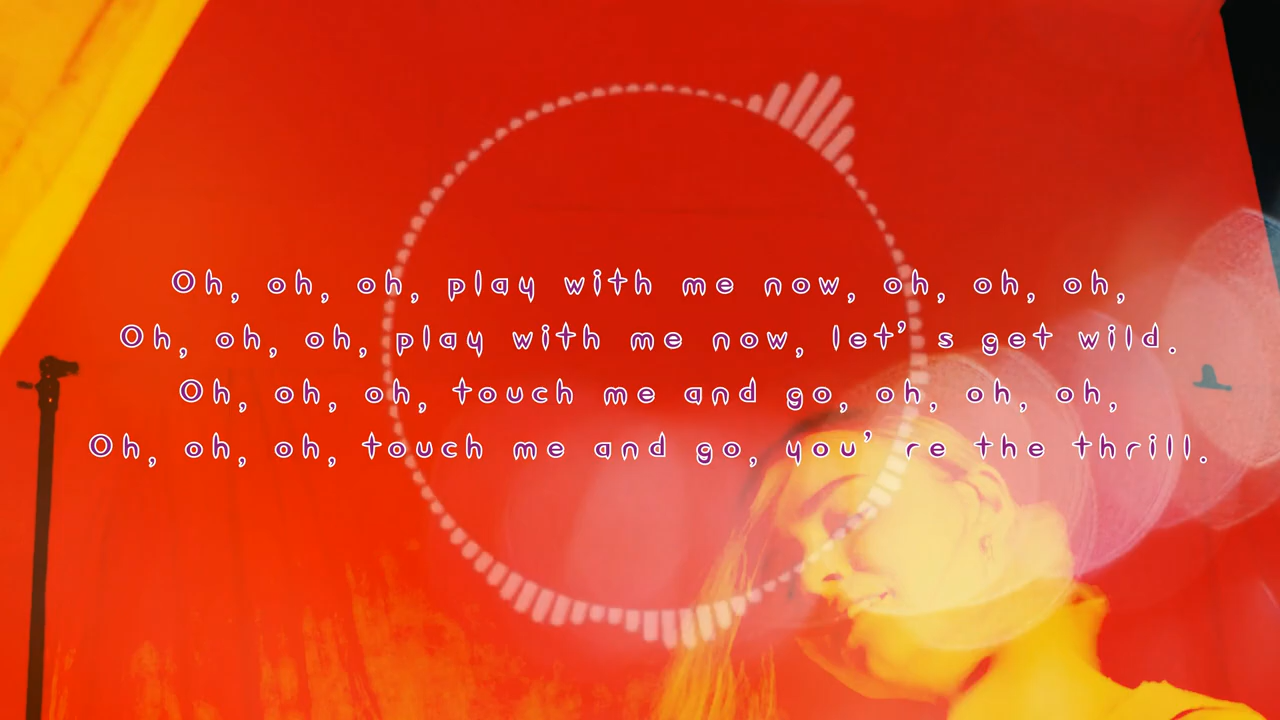 Oh, oh, oh, play with me now, oh, oh, oh,
Oh, oh, oh, play with me now, let's get wild.
Oh, oh, oh, touch me and go, oh, oh, oh,
Oh, oh, oh, touch me and go, you're the thrill.